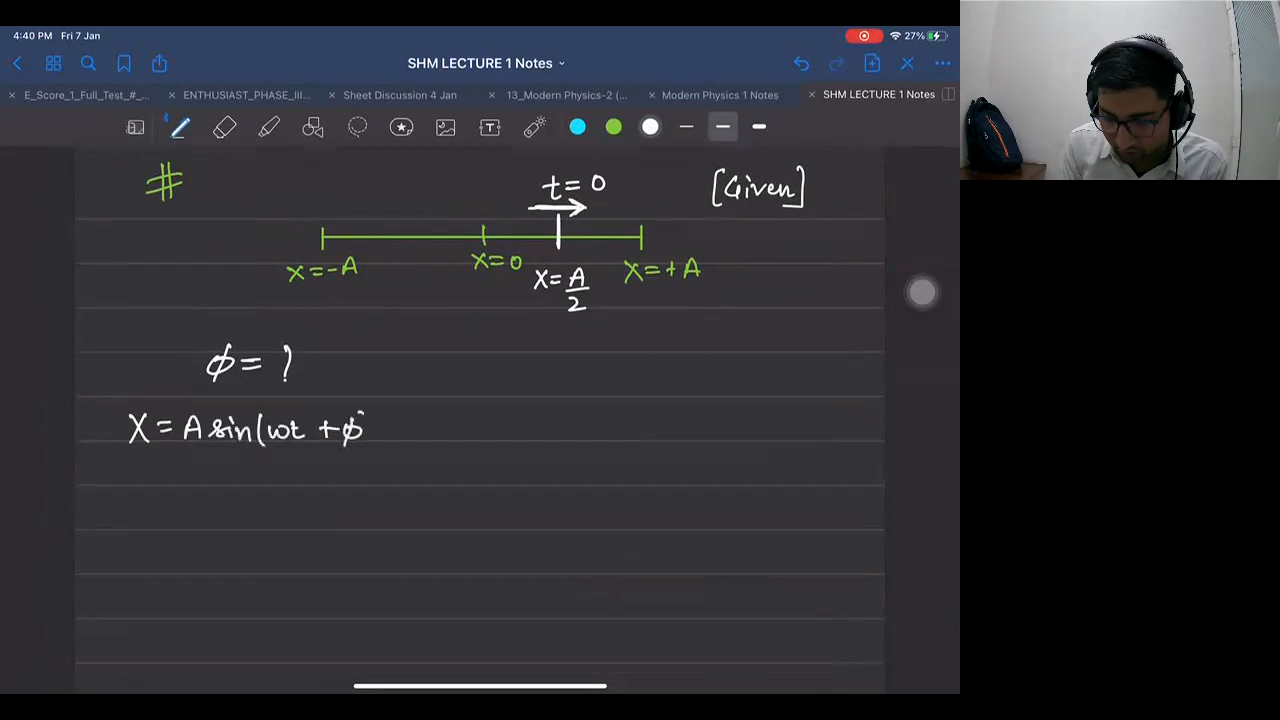 4:40 PM Fri 7 Jan
27%
SHM LECTURE 1 Notes
E_Score_1_Full_Test_#_... ENTHUSIAST_PHASE_III... Sheet Discussion 4 Jan 13_Modern Physics-2 (... Modern Physics 1 Notes SHM LECTURE 1 Notes
# t=0 [Given]
x=-A x=0 x=A/2 x=+A
ϕ= ?
X=A sin(ωt +ϕ